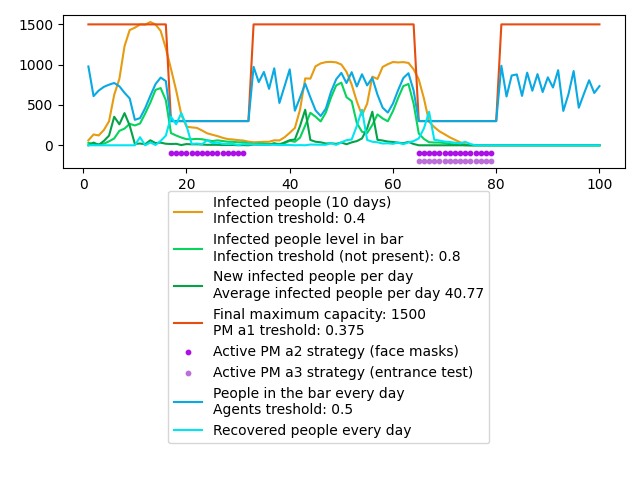 1500
1000
500
0
0 20 40 60 80 100
Infected people (10 days)
Infection treshold: 0.4
Infected people level in bar
Infection treshold (not present): 0.8
New infected people per day
Average infected people per day 40.77
Final maximum capacity: 1500
PM a1 treshold: 0.375
Active PM a2 strategy (face masks)
Active PM a3 strategy (entrance test)
People in the bar every day
Agents treshold: 0.5
Recovered people every day